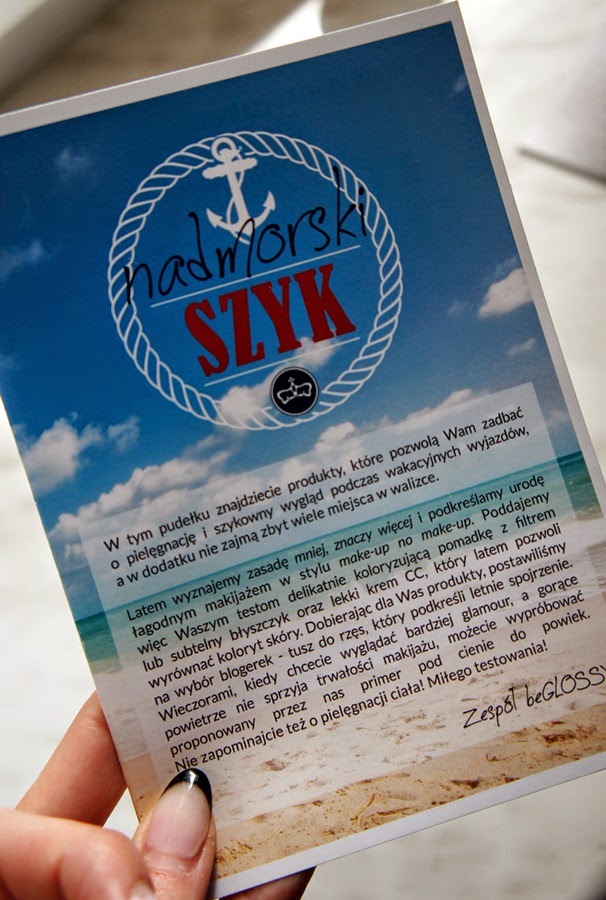 nadmorski
SZYK
W tym pudełku znajdziecie produkty, które pozwolą Wam zadbać
o pielęgnację i szykowny wygląd podczas wakacyjnych wyjazdów,
a w dodatku nie zajmą zbyt wiele miejsca w walizce.
Latem wyznajemy zasadę mniej, znaczy więcej i podkreślamy urodę
łagodnym makijażem w stylu make-up no make-up. Poddajemy
więc Waszym testom delikatnie koloryzującą pomadkę z filtrem
lub subtelny błyszczyk oraz lekki krem CC, który latem pozwoli
wyrównać koloryt skóry. Dobierając dla Was produkty, postawiliśmy
na wybór blogerek - tusz do rzęs, który podkreśli letnie spojrzenie.
Wieczorami, kiedy chcecie wyglądać bardziej glamour, a gorące
powietrze nie sprzyja trwałości makijażu, możecie wypróbować
proponowany przez nas primer pod cienie do powiek.
Nie zapominajcie też o pielęgnacji ciała! Miłego testowania!
Zespół beGLOSSY